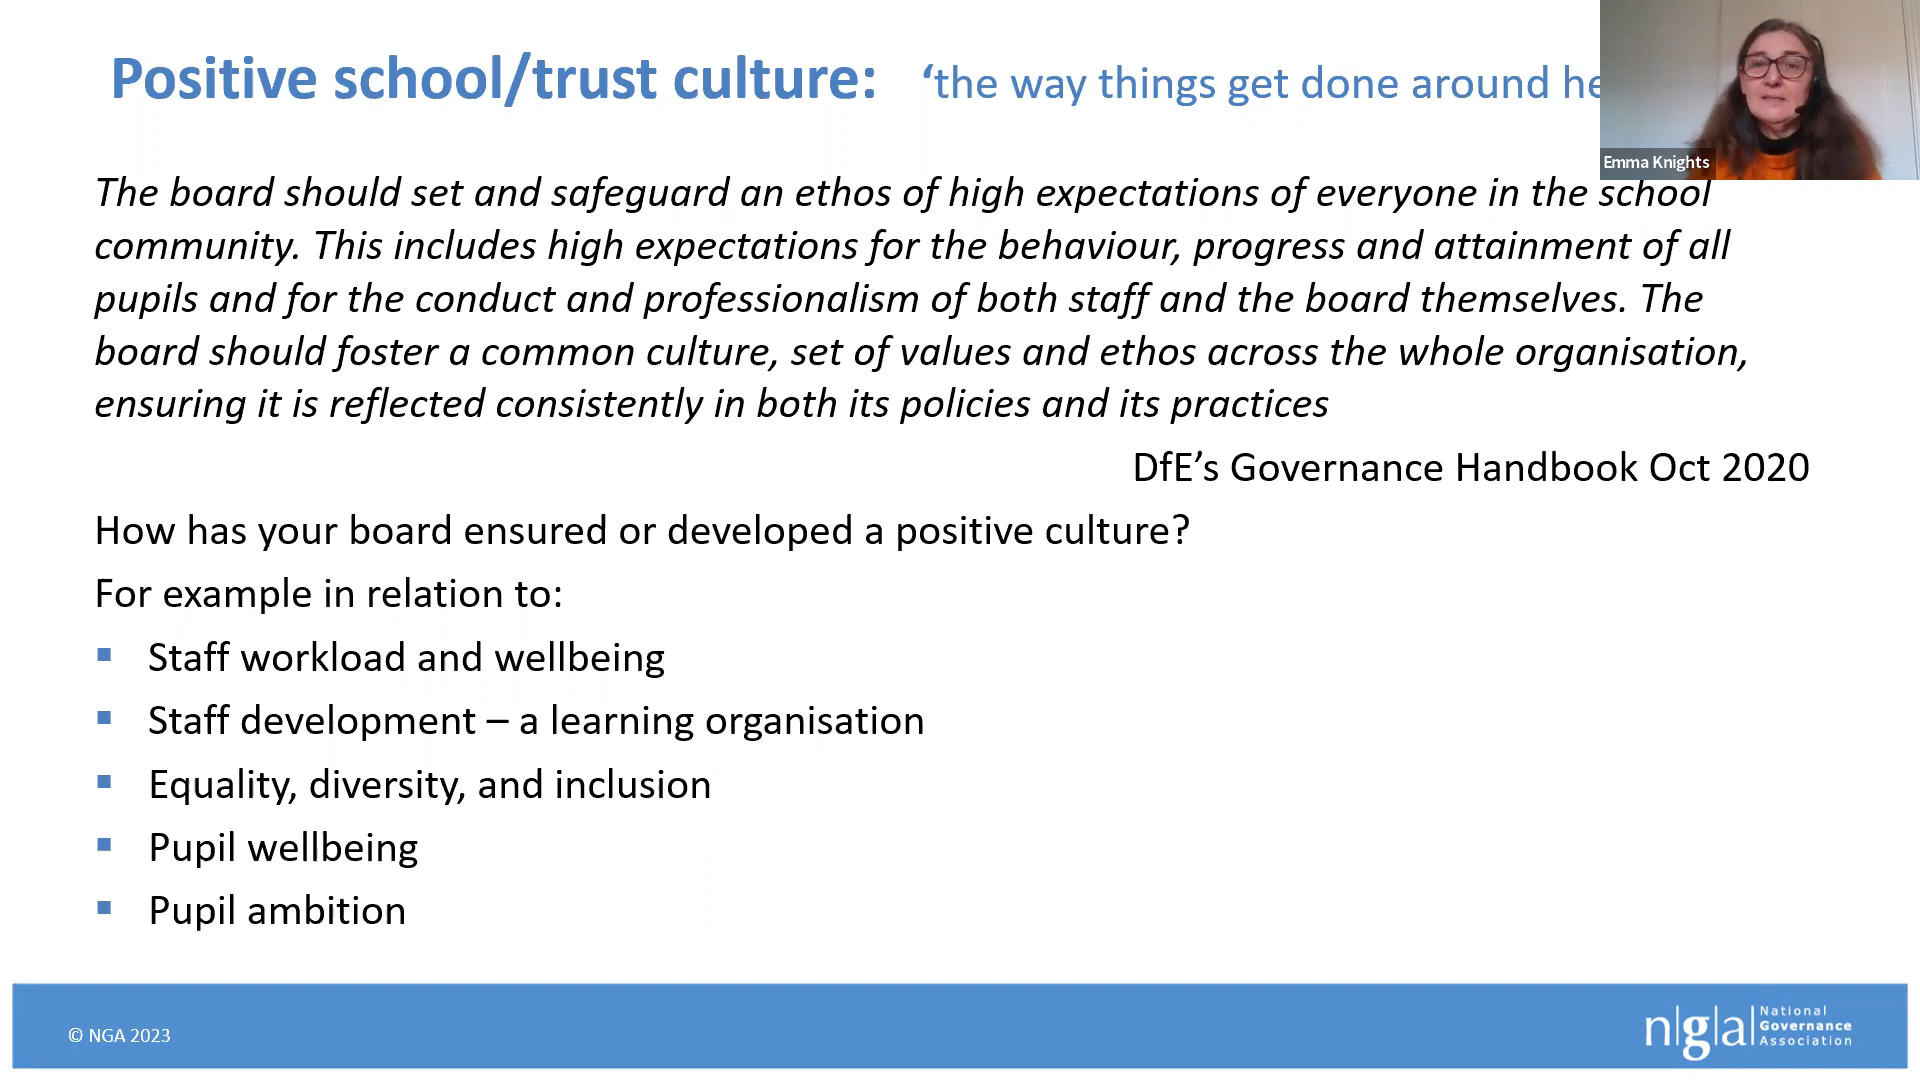 Positive school/trust culture: ‘the way things get done around
Emma Knights
The board should set and safeguard an ethos of high expectations of everyone in the school
community. This includes high expectations for the behaviour, progress and attainment of all
pupils and for the conduct and professionalism of both staff and the board themselves. The
board should foster a common culture, set of values and ethos across the whole organisation,
ensuring it is reflected consistently in both its policies and its practices
DfE’s Governance Handbook Oct 2020
How has your board ensured or developed a positive culture?
For example in relation to:
▪ Staff workload and wellbeing
▪ Staff development – a learning organisation
▪ Equality, diversity, and inclusion
▪ Pupil wellbeing
▪ Pupil ambition
© NGA 2023
n|g|a|
National
Governance
Association